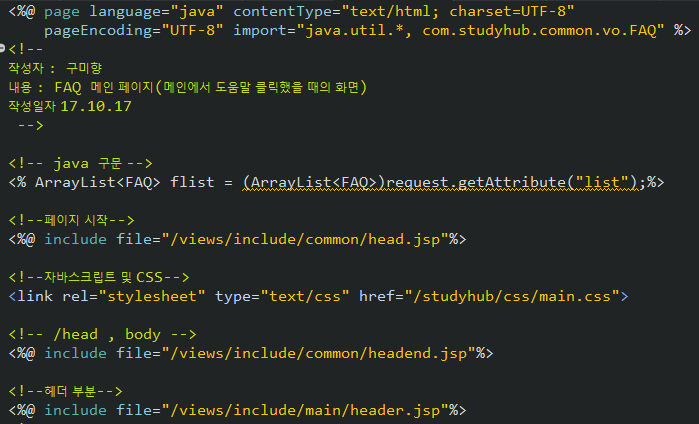 <%@ page language="java" contentType="text/html; charset=UTF-8"
pageEncoding="UTF-8" import="java.util.*, com.studyhub.common.vo.FAQ" %>
<!--
작성자 : 구미향
내용 : FAQ 메인 페이지(메인에서 도움말 클릭했을 때의 화면)
작성일자 17.10.17
-->
<!-- java 구문 -->
<% ArrayList<FAQ> flist = (ArrayList<FAQ>)request.getAttribute("list");%>
<!--페이지 시작-->
<%@ include file="/views/include/common/head.jsp"%>
<!--자바스크립트 및 CSS-->
<link rel="stylesheet" type="text/css" href="/studyhub/css/main.css">
<!-- /head , body -->
<%@ include file="/views/include/common/headend.jsp"%>
<!--헤더 부분-->
<%@ include file="/views/include/main/header.jsp"%>